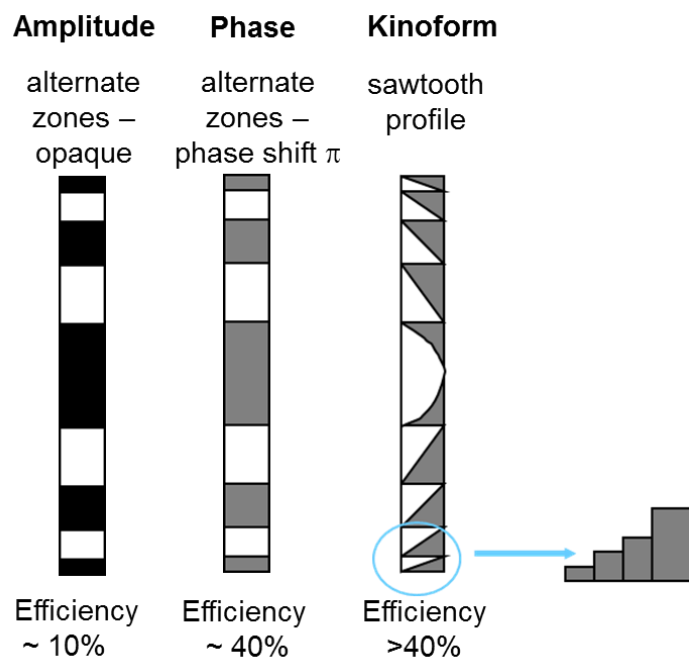 Amplitude
alternate
zones –
opaque
Efficiency
~ 10%
Phase
alternate
zones –
phase shift π
Efficiency
~ 40%
Kinoform
sawtooth
profile
Efficiency
>40%